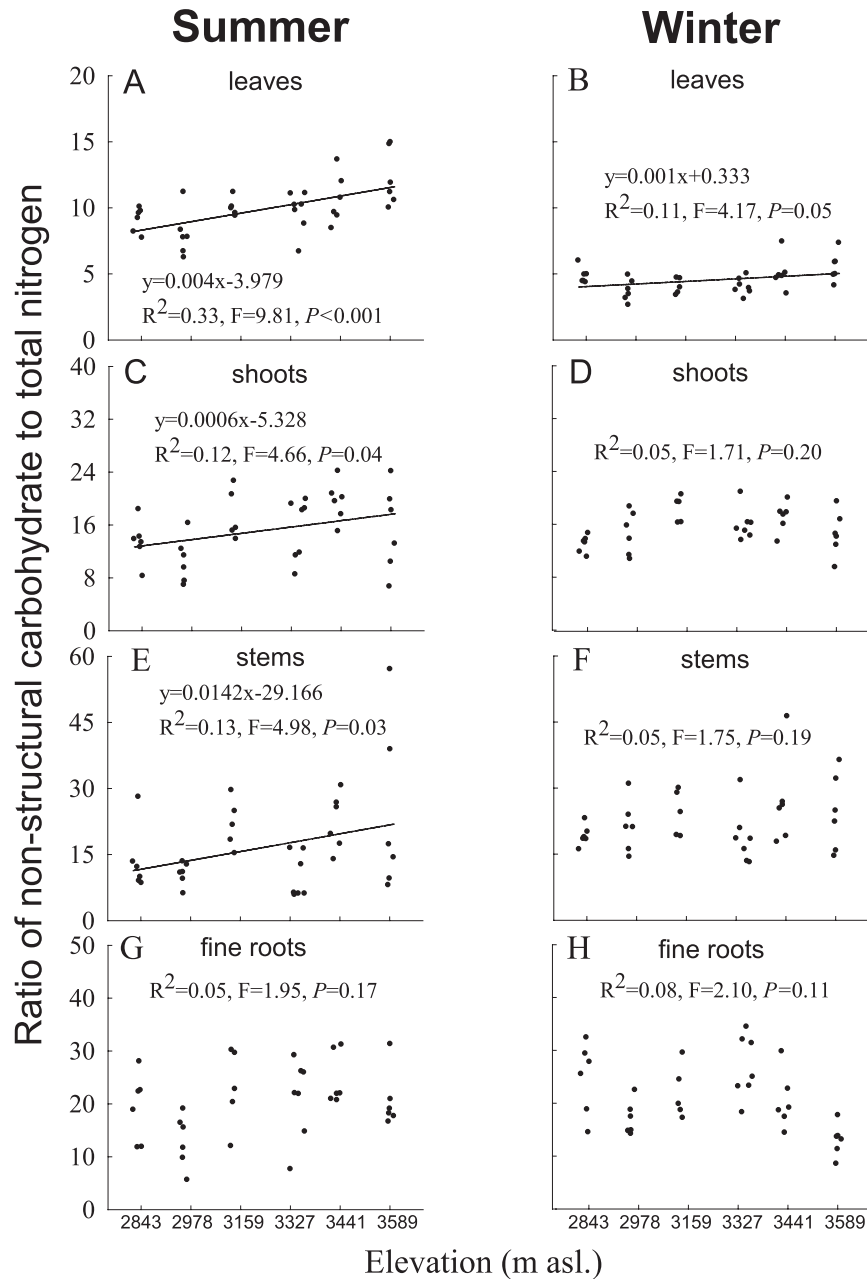 Summer
Winter
Ratio of non-structural carbohydrate to total nitrogen
A
leaves
20
15
10
5
0
y=0.004x-3.979
R2=0.33, F=9.81, P<0.001
B
leaves
y=0.001x+0.333
R2=0.11, F=4.17, P=0.05
C
shoots
40
32
24
16
8
0
y=0.0006x-5.328
R2=0.12, F=4.66, P=0.04
D
shoots
R2=0.05, F=1.71, P=0.20
E
stems
60
45
30
15
0
y=0.0142x-29.166
R2=0.13, F=4.98, P=0.03
F
stems
R2=0.05, F=1.75, P=0.19
G
fine roots
50
40
30
20
10
0
R2=0.05, F=1.95, P=0.17
2843 2978 3159 3327 3441 3589
H
fine roots
R2=0.08, F=2.10, P=0.11
2843 2978 3159 3327 3441 3589
Elevation (m asl.)